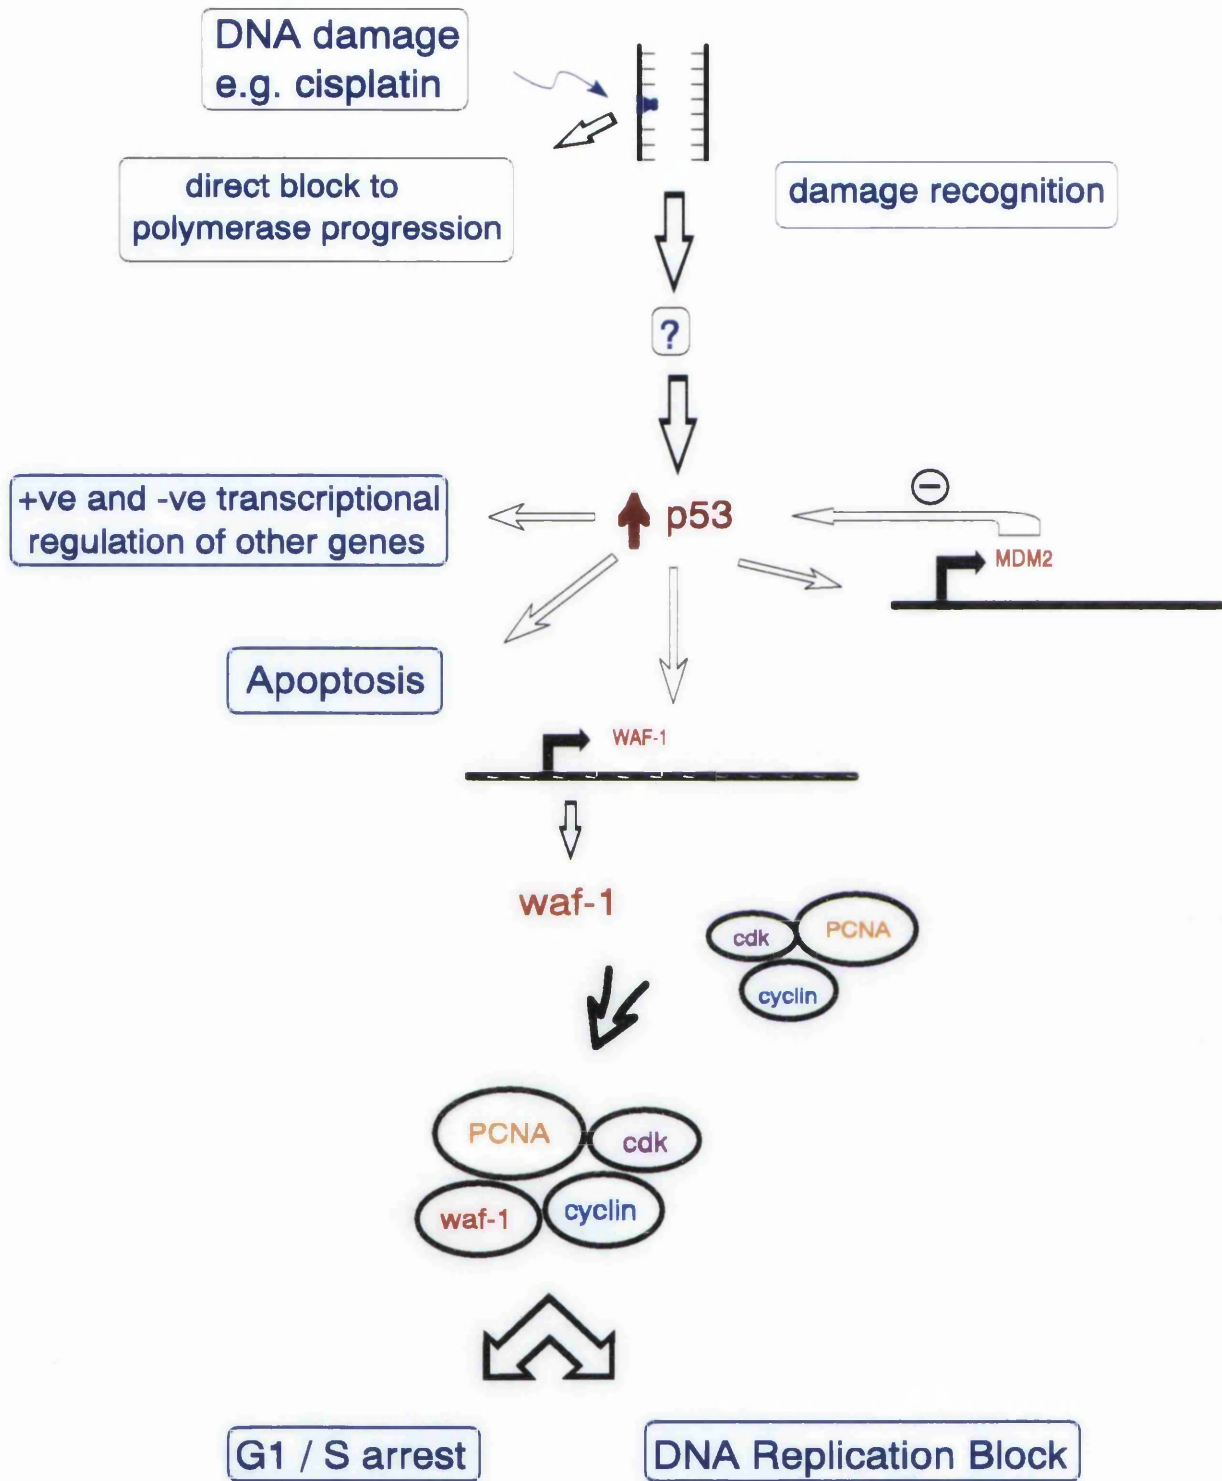 DNA damage
e.g. cisplatin
direct block to
polymerase progression
damage recognition
?
+ve and -ve transcriptional
regulation of other genes
p53
−
MDM2
Apoptosis
WAF-1
waf-1
cdk
PCNA
cyclin
PCNA
cdk
waf-1
cyclin
G1 / S arrest
DNA Replication Block